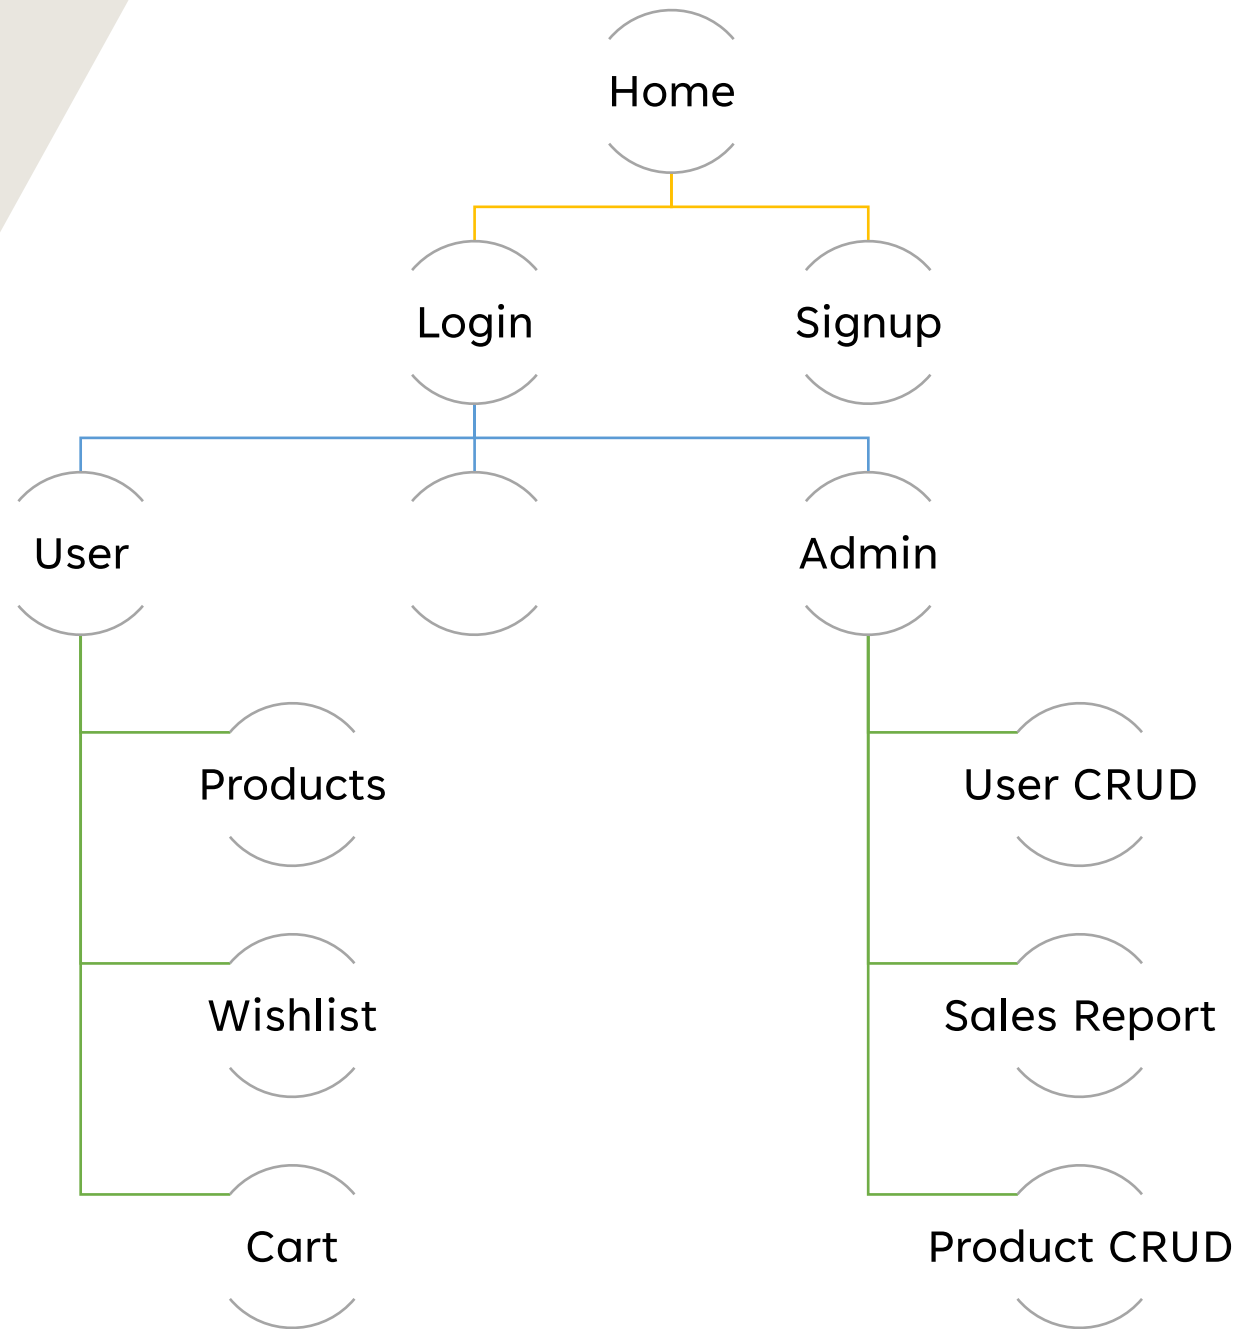 Home
Login
Signup
User
Admin
Products
User CRUD
Wishlist
Sales Report
Cart
Product CRUD